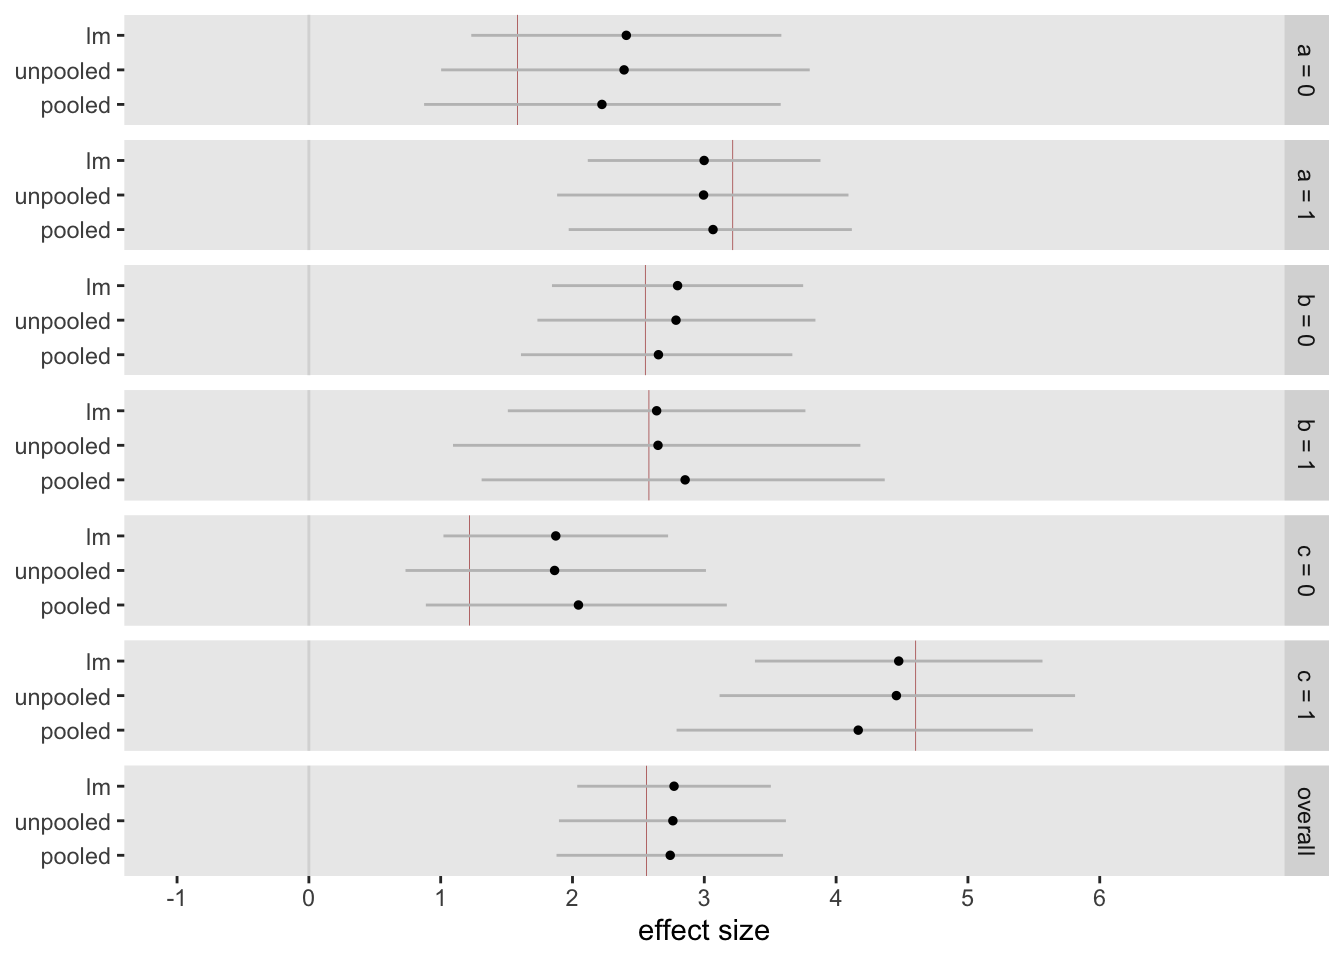 lm
unpooled
pooled
a = 0
lm
unpooled
pooled
a = 1
lm
unpooled
pooled
b = 0
lm
unpooled
pooled
b = 1
lm
unpooled
pooled
c = 0
lm
unpooled
pooled
c = 1
lm
unpooled
pooled
overall
-1 0 1 2 3 4 5 6
effect size